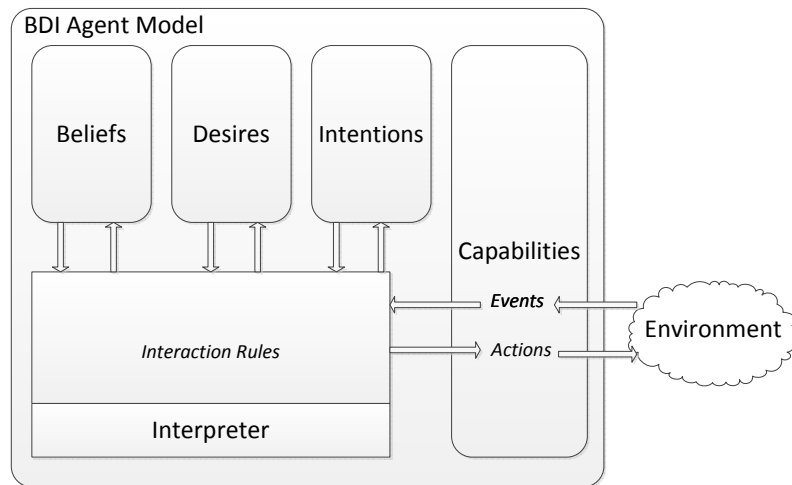 BDI Agent Model
Beliefs
Desires
Intentions
Capabilities
Events
Actions
Environment
Interaction Rules
Interpreter